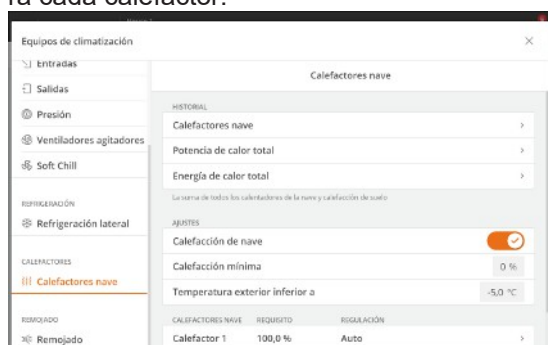 ra cada calefactor.
Equipos de climatización
Entradas
Salidas
Presión
Ventiladores agitadores
Soft Chill
REFRIGERACIÓN
Refrigeración lateral
CALEFACTORES
Calefactores nave
REMOJADO
Remojado
Calefactores nave
HISTORIAL
Calefactores nave
Potencia de calor total
Energía de calor total
La suma de todos los calentadores de la nave y calefacción de suelo
AJUSTES
Calefacción de nave
Calefacción mínima 0 %
Temperatura exterior inferior a -5,0 °C
CALEFACTORES NAVE REQUISITO REGULACIÓN
Calefactor 1 100,0 % Auto